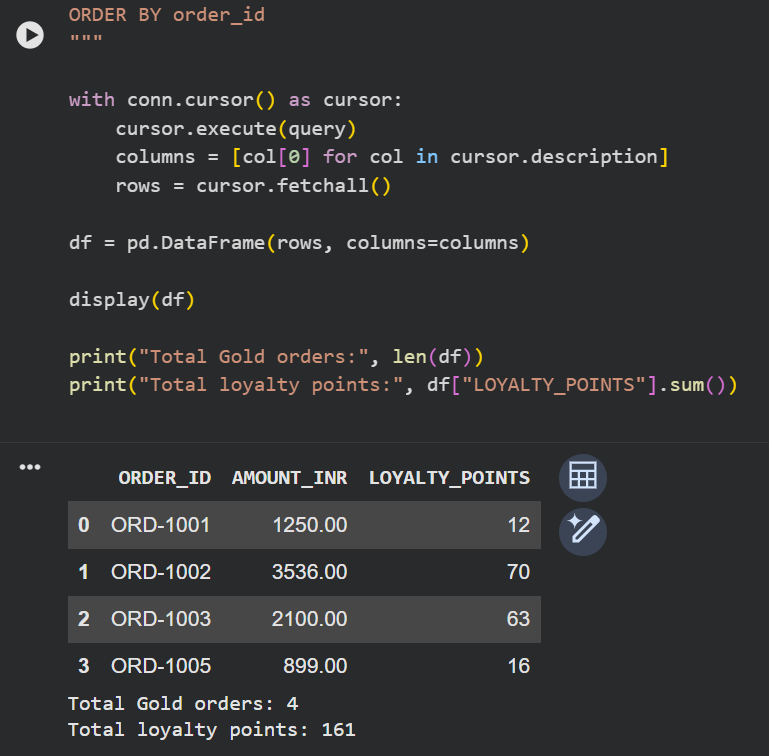 ORDER BY order_id
"""
with conn.cursor() as cursor:
    cursor.execute(query)
    columns = [col[0] for col in cursor.description]
    rows = cursor.fetchall()
df = pd.DataFrame(rows, columns=columns)
display(df)
print("Total Gold orders:", len(df))
print("Total loyalty points:", df["LOYALTY_POINTS"].sum())
ORDER_ID AMOUNT_INR LOYALTY_POINTS
0 ORD-1001 1250.00 12
1 ORD-1002 3536.00 70
2 ORD-1003 2100.00 63
3 ORD-1005 899.00 16
Total Gold orders: 4
Total loyalty points: 161